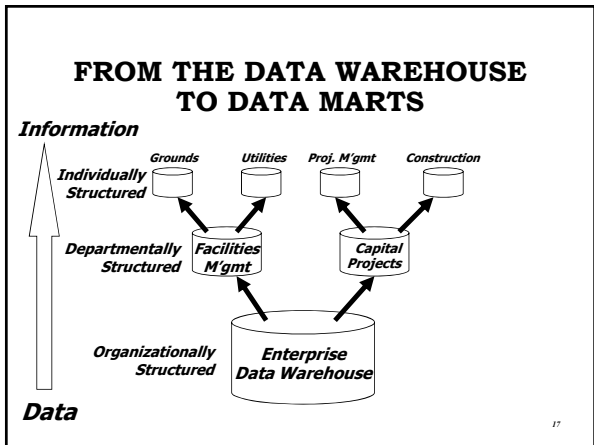 FROM THE DATA WAREHOUSE
TO DATA MARTS
Information
Grounds
Utilities
Proj. M'gmt
Construction
Individually
Structured
Departmentally
Structured
Facilities
M'gmt
Capital
Projects
Organizationally
Structured
Enterprise
Data Warehouse
Data
17